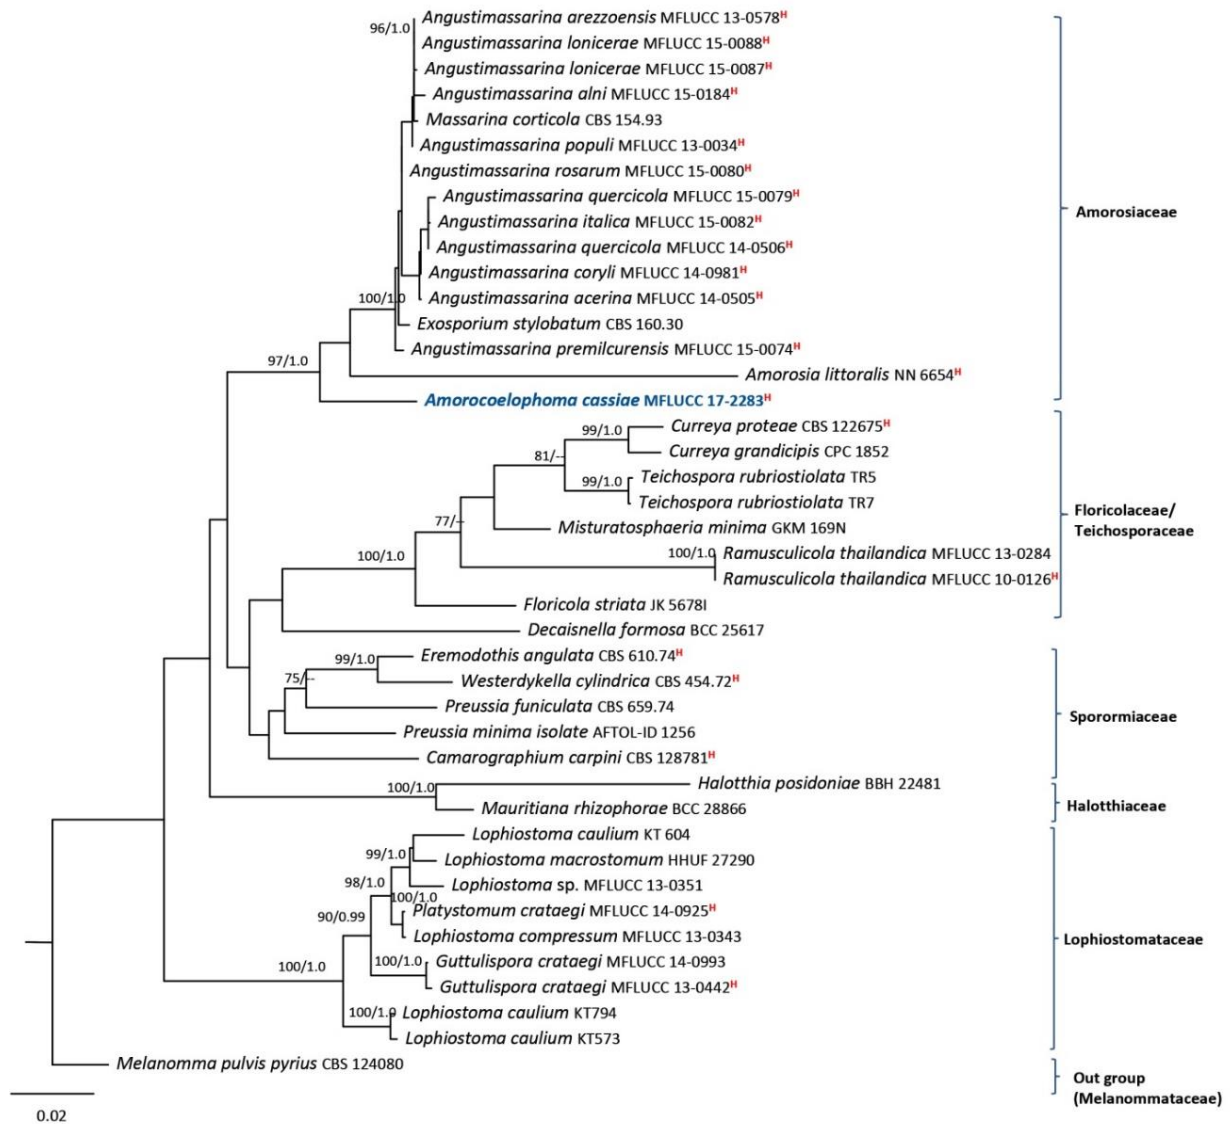 96/1.0
Angustimassarina arezzoensis MFLUCC 13-0578H
Angustimassarina lonicerae MFLUCC 15-0088H
Angustimassarina lonicerae MFLUCC 15-0087H
Angustimassarina alni MFLUCC 15-0184H
Massarina corticola CBS 154.93
Angustimassarina populi MFLUCC 13-0034H
Angustimassarina rosarum MFLUCC 15-0080H
Angustimassarina quercicola MFLUCC 15-0079H
Angustimassarina italica MFLUCC 15-0082H
Angustimassarina quercicola MFLUCC 14-0506H
Angustimassarina coryli MFLUCC 14-0981H
Angustimassarina acerina MFLUCC 14-0505H
100/1.0
Exosporium stylobatum CBS 160.30
Angustimassarina premilcurensis MFLUCC 15-0074H
97/1.0
Amorosia littoralis NN 6654H
Amorocoelophoma cassiae MFLUCC 17-2283H
Amorosiaceae
99/1.0
Curreya proteae CBS 122675H
Curreya grandicipis CPC 1852
81/--
99/1.0
Teichospora rubriostiolata TR5
Teichospora rubriostiolata TR7
77/--
Misturatosphaeria minima GKM 169N
100/1.0
100/1.0
Ramusculicola thailandica MFLUCC 13-0284
Ramusculicola thailandica MFLUCC 10-0126H
Floricola striata JK 5678I
Decaisnella formosa BCC 25617
Floricolaceae/
Teichosporaceae
99/1.0
Eremodothis angulata CBS 610.74H
75/--
Westerdykella cylindrica CBS 454.72H
Preussia funiculata CBS 659.74
Preussia minima isolate AFTOL-ID 1256
Camarographium carpini CBS 128781H
Sporormiaceae
100/1.0
Halotthia posidoniae BBH 22481
Mauritiana rhizophorae BCC 28866
Halotthiaceae
Lophiostoma caulium KT 604
99/1.0
Lophiostoma macrostomum HHUF 27290
98/1.0
Lophiostoma sp. MFLUCC 13-0351
100/1.0
Platystomum crataegi MFLUCC 14-0925H
90/0.99
Lophiostoma compressum MFLUCC 13-0343
100/1.0
Guttulispora crataegi MFLUCC 14-0993
100/1.0
Guttulispora crataegi MFLUCC 13-0442H
100/1.0
Lophiostoma caulium KT794
Lophiostoma caulium KT573
Lophiostomataceae
Melanomma pulvis pyrius CBS 124080
Out group
(Melanommataceae)
0.02